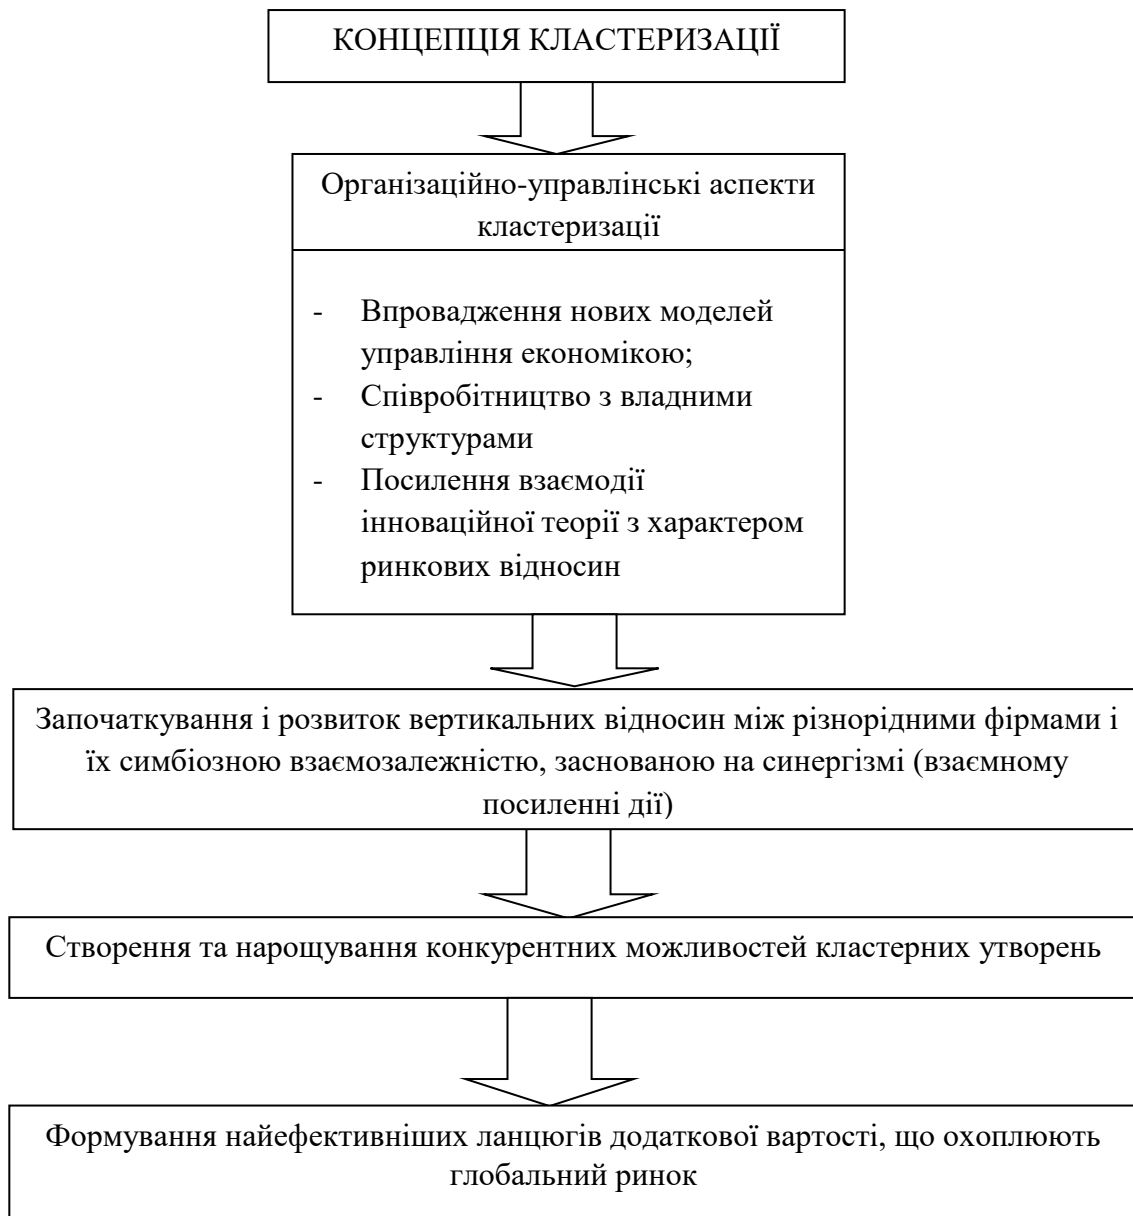 КОНЦЕПЦІЯ КЛАСТЕРИЗАЦІЇ
Організаційно-управлінські аспекти
кластеризації
- Впровадження нових моделей
управління економікою;
- Співробітництво з владними
структурами
- Посилення взаємодії
інноваційної теорії з характером
ринкових відносин
Започаткування і розвиток вертикальних відносин між різнорідними фірмами і
їх симбіозною взаємозалежністю, заснованою на синергізмі (взаємному
посиленні дії)
Створення та нарощування конкурентних можливостей кластерних утворень
Формування найефективніших ланцюгів додаткової вартості, що охоплюють
глобальний ринок